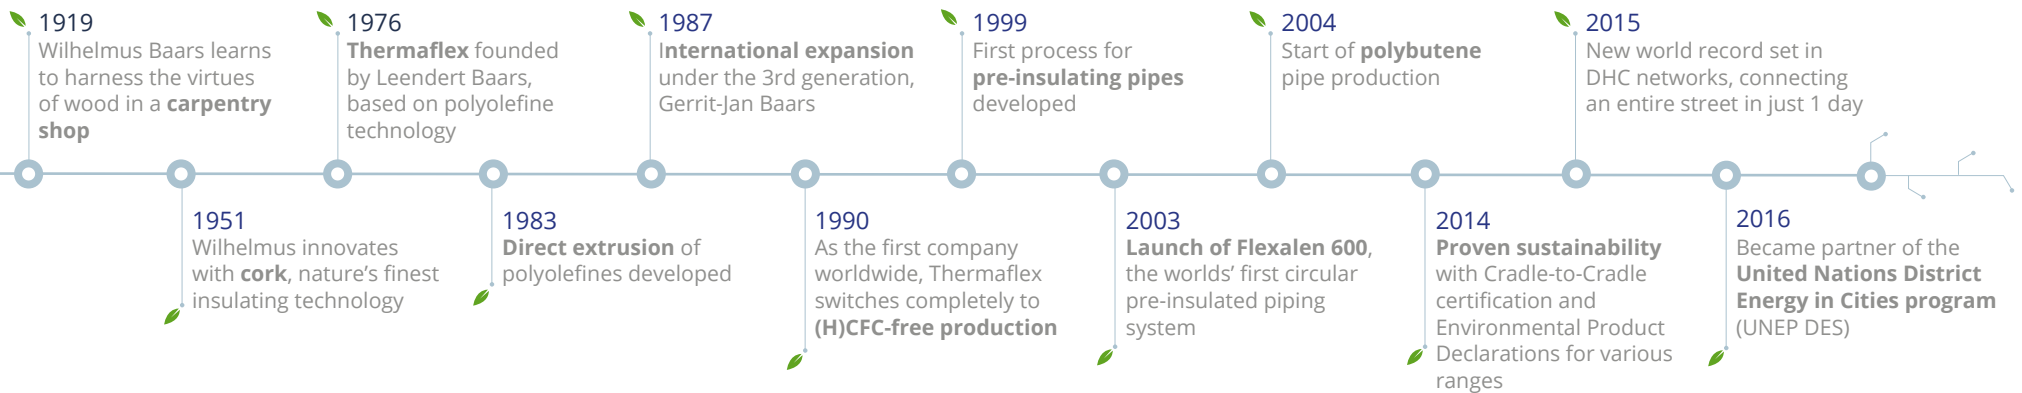 1919
Wilhelmus Baars learns
to harness the virtues
of wood in a carpentry
shop
1951
Wilhelmus innovates
with cork, nature's finest
insulating technology
1976
Thermaflex founded
by Leendert Baars,
based on polyolefine
technology
1983
Direct extrusion of
polyolefines developed
1987
International expansion
under the 3rd generation,
Gerrit-Jan Baars
1990
As the first company
worldwide, Thermaflex
switches completely to
(H)CFC-free production
1999
First process for
pre-insulating pipes
developed
2003
Launch of Flexalen 600,
the worlds' first circular
pre-insulated piping
system
2004
Start of polybutene
pipe production
2014
Proven sustainability
with Cradle-to-Cradle
certification and
Environmental Product
Declarations for various
ranges
2015
New world record set in
DHC networks, connecting
an entire street in just 1 day
2016
Became partner of the
United Nations District
Energy in Cities program
(UNEP DES)